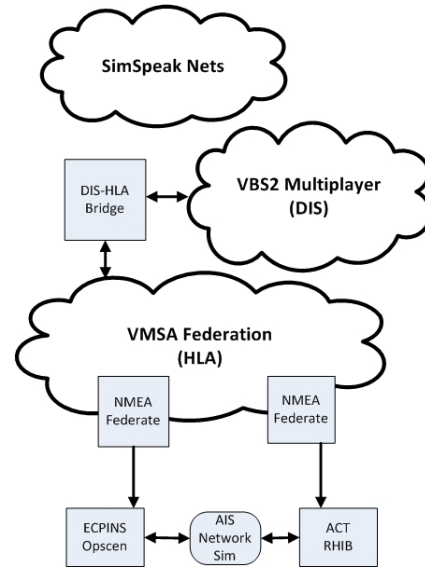 SimSpeak Nets
DIS-HLA
Bridge
VBS2 Multiplayer
(DIS)
VMSA Federation
(HLA)
NMEA
Federate
NMEA
Federate
ECPINS
Opscen
AIS
Network
Sim
ACT
RHIB